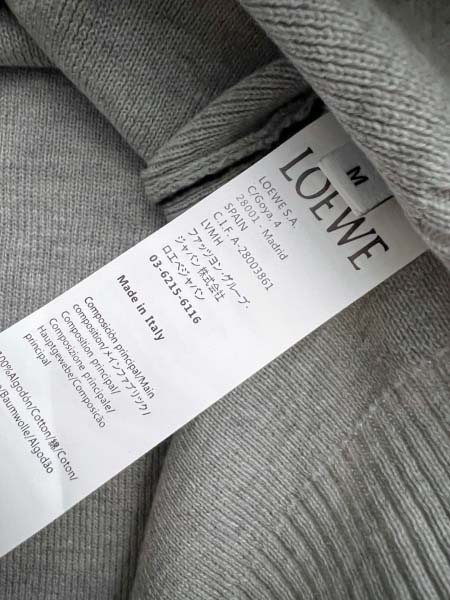 M
LOEWE
LOEWE S.A.
C/Goya, 4
28001 - Madrid
SPAIN
C.I.F. A-28003861
LVMH
ファッション グループ・
ジャパン株式会社
ロエベジャパン
03-6215-6116
Made in Italy
Composición principal/Main
composition/メインファブリック/
Composition principale/
Composizione principale/
Hauptgewebe/Composicão
principal
100%Algodón/Cotton/綿/Coton/
e/Baumwolle/Algodão